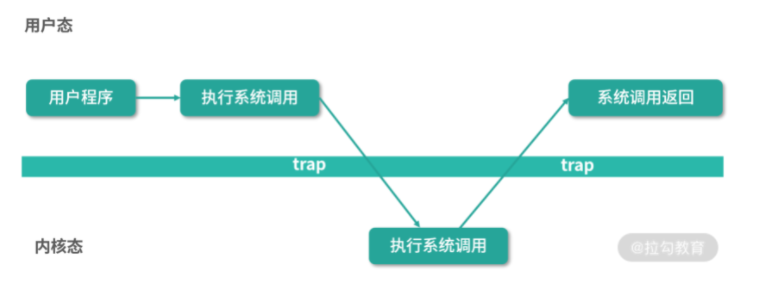 用户态
用户程序
执行系统调用
系统调用返回
trap
trap
内核态
执行系统调用
@拉勾教育